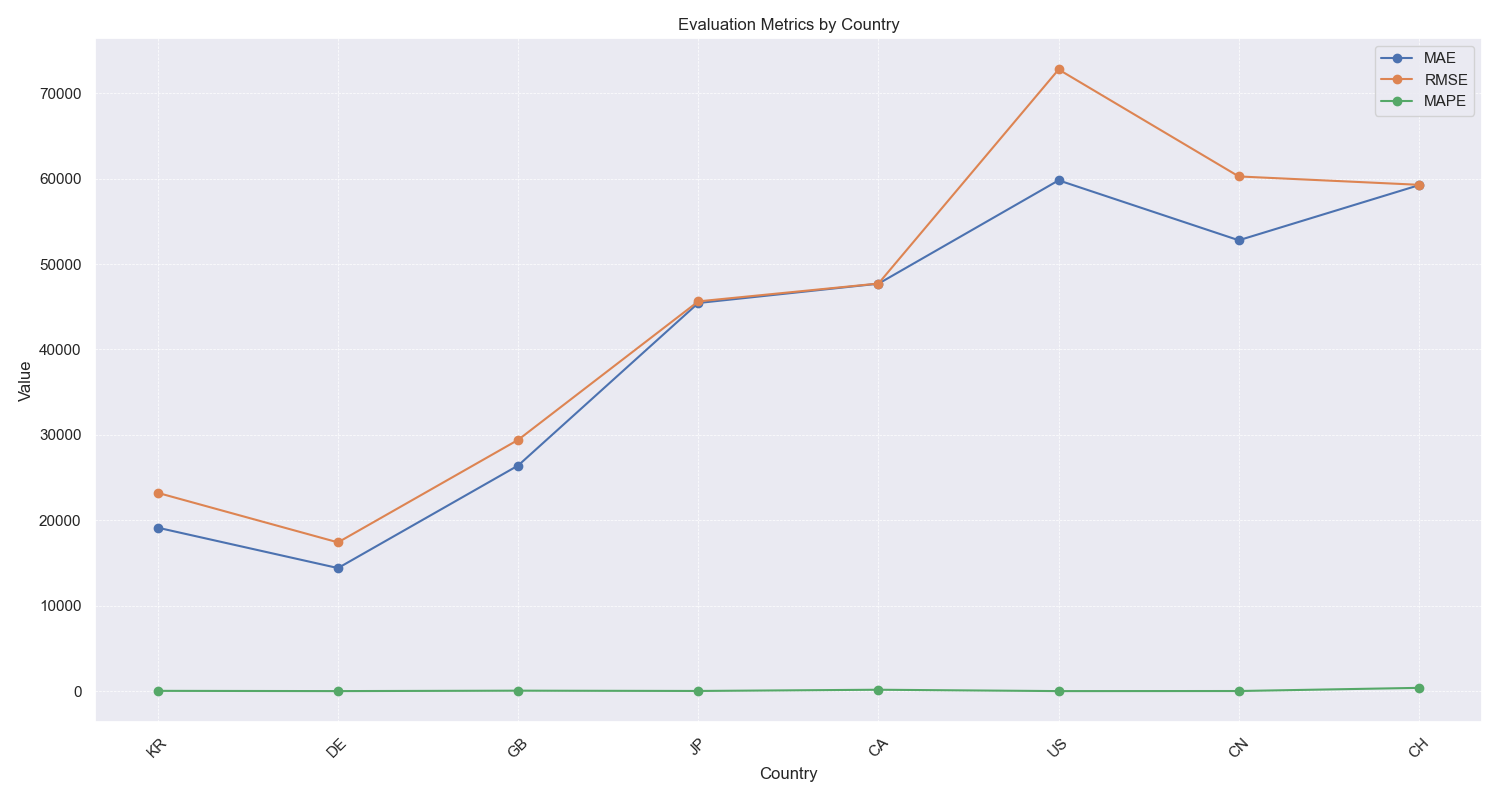 Evaluation Metrics by Country
MAE
RMSE
MAPE
70000
60000
50000
40000
30000
20000
10000
0
Value
KR
DE
GB
JP
CA
US
CN
CH
Country